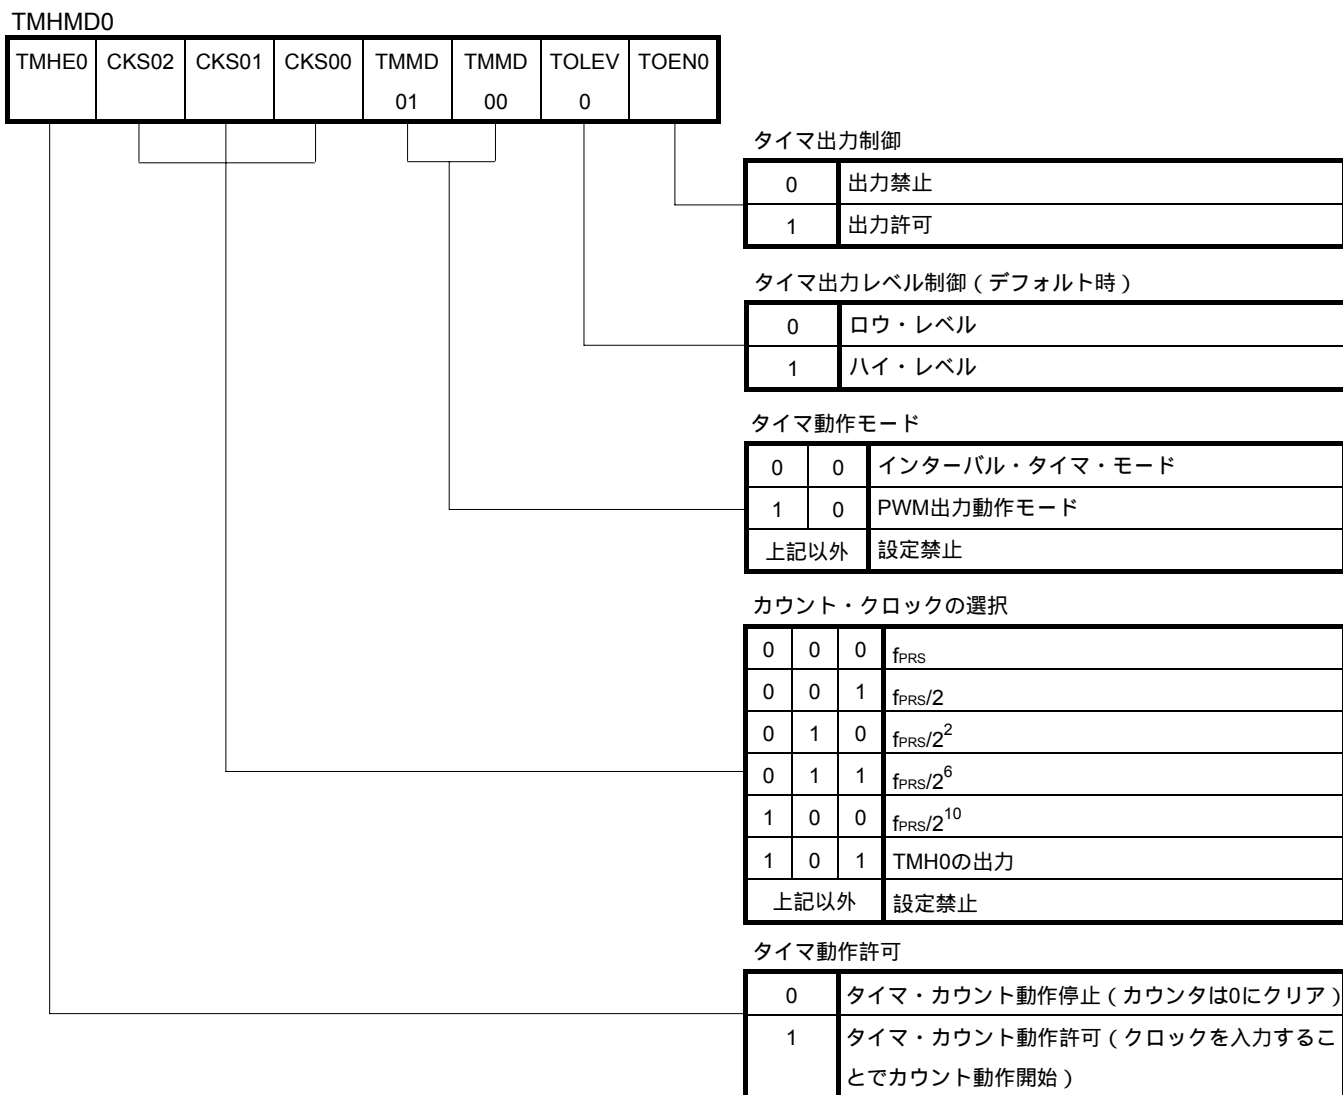 TMHMD0
TMHE0 CKS02 CKS01 CKS00 TMMD TMMD TOLEV TOEN0
01 00 0
タイマ出力制御
0 出力禁止
1 出力許可
タイマ出力レベル制御（デフォルト時）
0 ロウ・レベル
1 ハイ・レベル
タイマ動作モード
0 0 インターバル・タイマ・モード
1 0 PWM出力動作モード
上記以外 設定禁止
カウント・クロックの選択
0 0 0 fPRS
0 0 1 fPRS/2
0 1 0 fPRS/2^2
0 1 1 fPRS/2^6
1 0 0 fPRS/2^10
1 0 1 TMH0の出力
上記以外 設定禁止
タイマ動作許可
0 タイマ・カウント動作停止（カウンタは0にクリア）
1 タイマ・カウント動作許可（クロックを入力するこ
とでカウント動作開始）